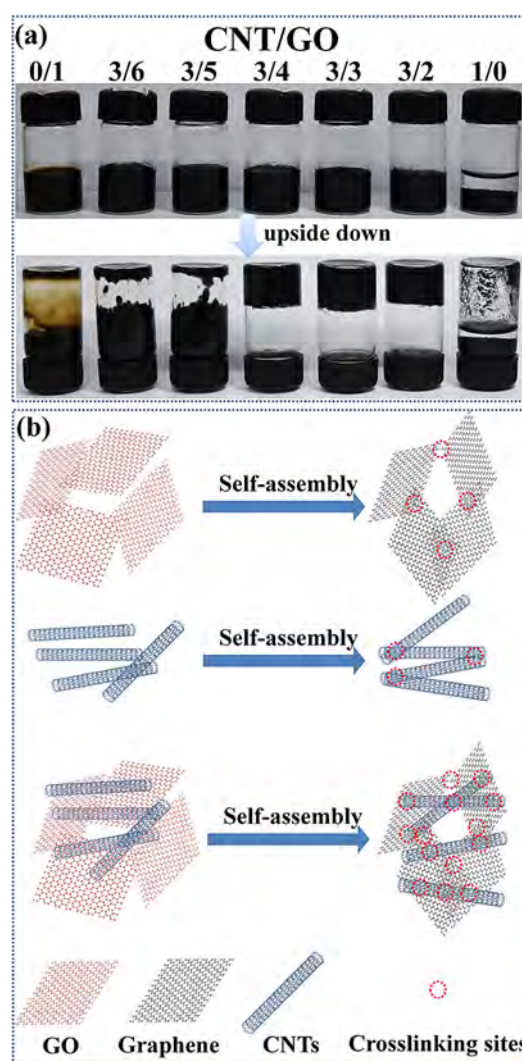 (a)
CNT/GO
0/1 3/6 3/5 3/4 3/3 3/2 1/0
upside down
(b)
Self-assembly
Self-assembly
Self-assembly
GO Graphene CNTs Crosslinking sites